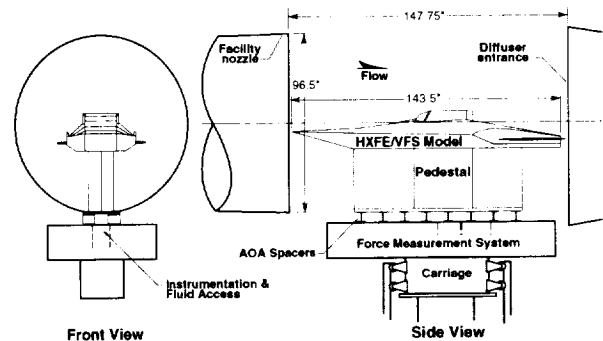 147.75"
Facility
nozzle
Diffuser
entrance
Flow
96.5"
143.5"
HXFE/VFS Model
Pedestal
AOA Spacers
Force Measurement System
Carriage
Instrumentation &
Fluid Access
Front View
Side View